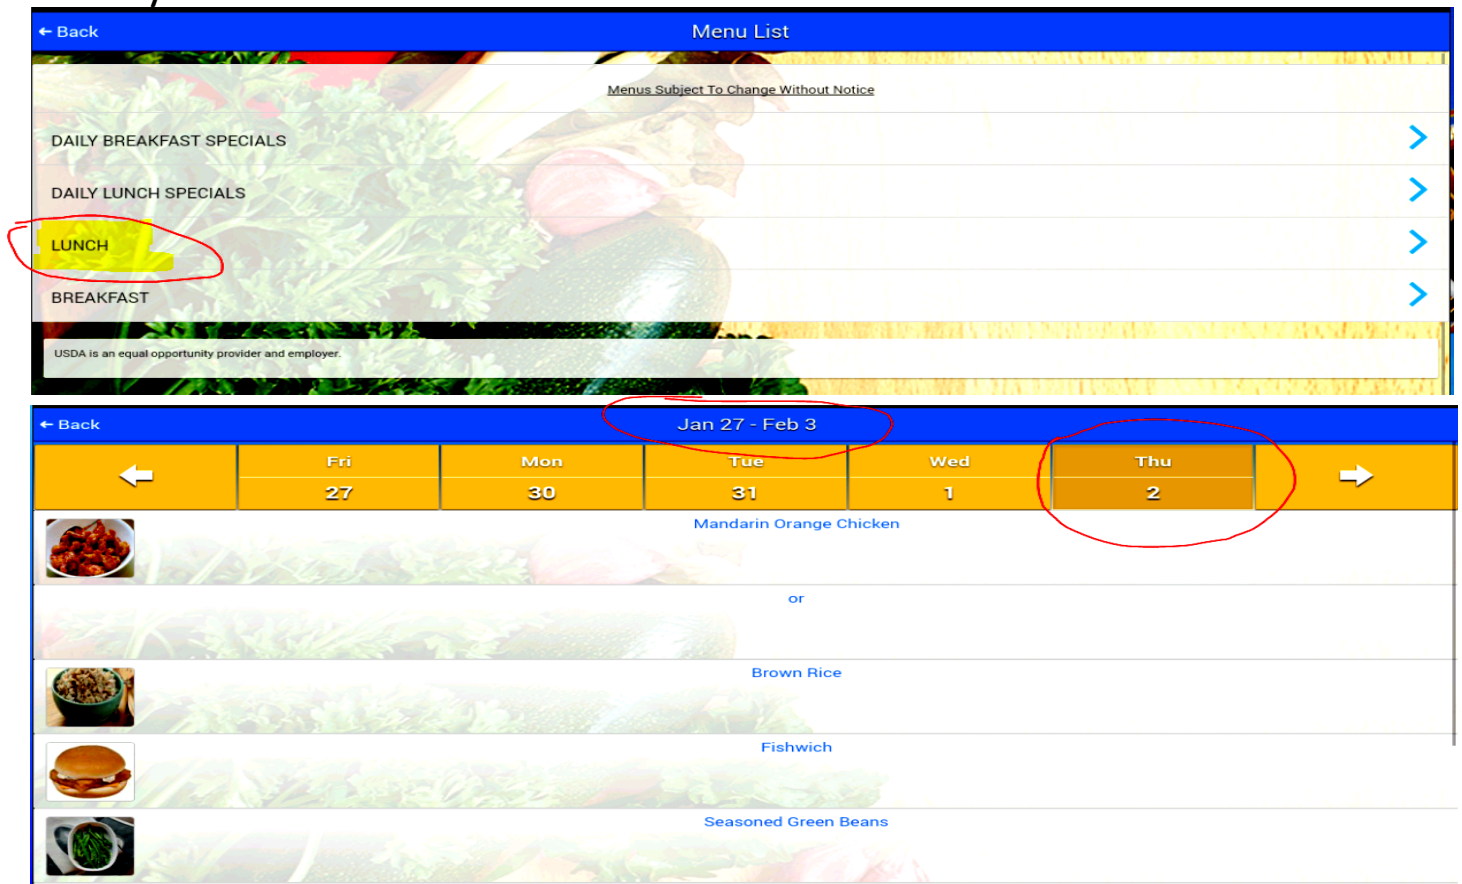 ← Back
Menu List
Menus Subject To Change Without Notice
DAILY BREAKFAST SPECIALS
DAILY LUNCH SPECIALS
LUNCH
BREAKFAST
USDA is an equal opportunity provider and employer.
← Back
Jan 27 - Feb 3
Fri Mon Tue Wed Thu
27 30 31 1 2
Mandarin Orange Chicken
or
Brown Rice
Fishwich
Seasoned Green Beans